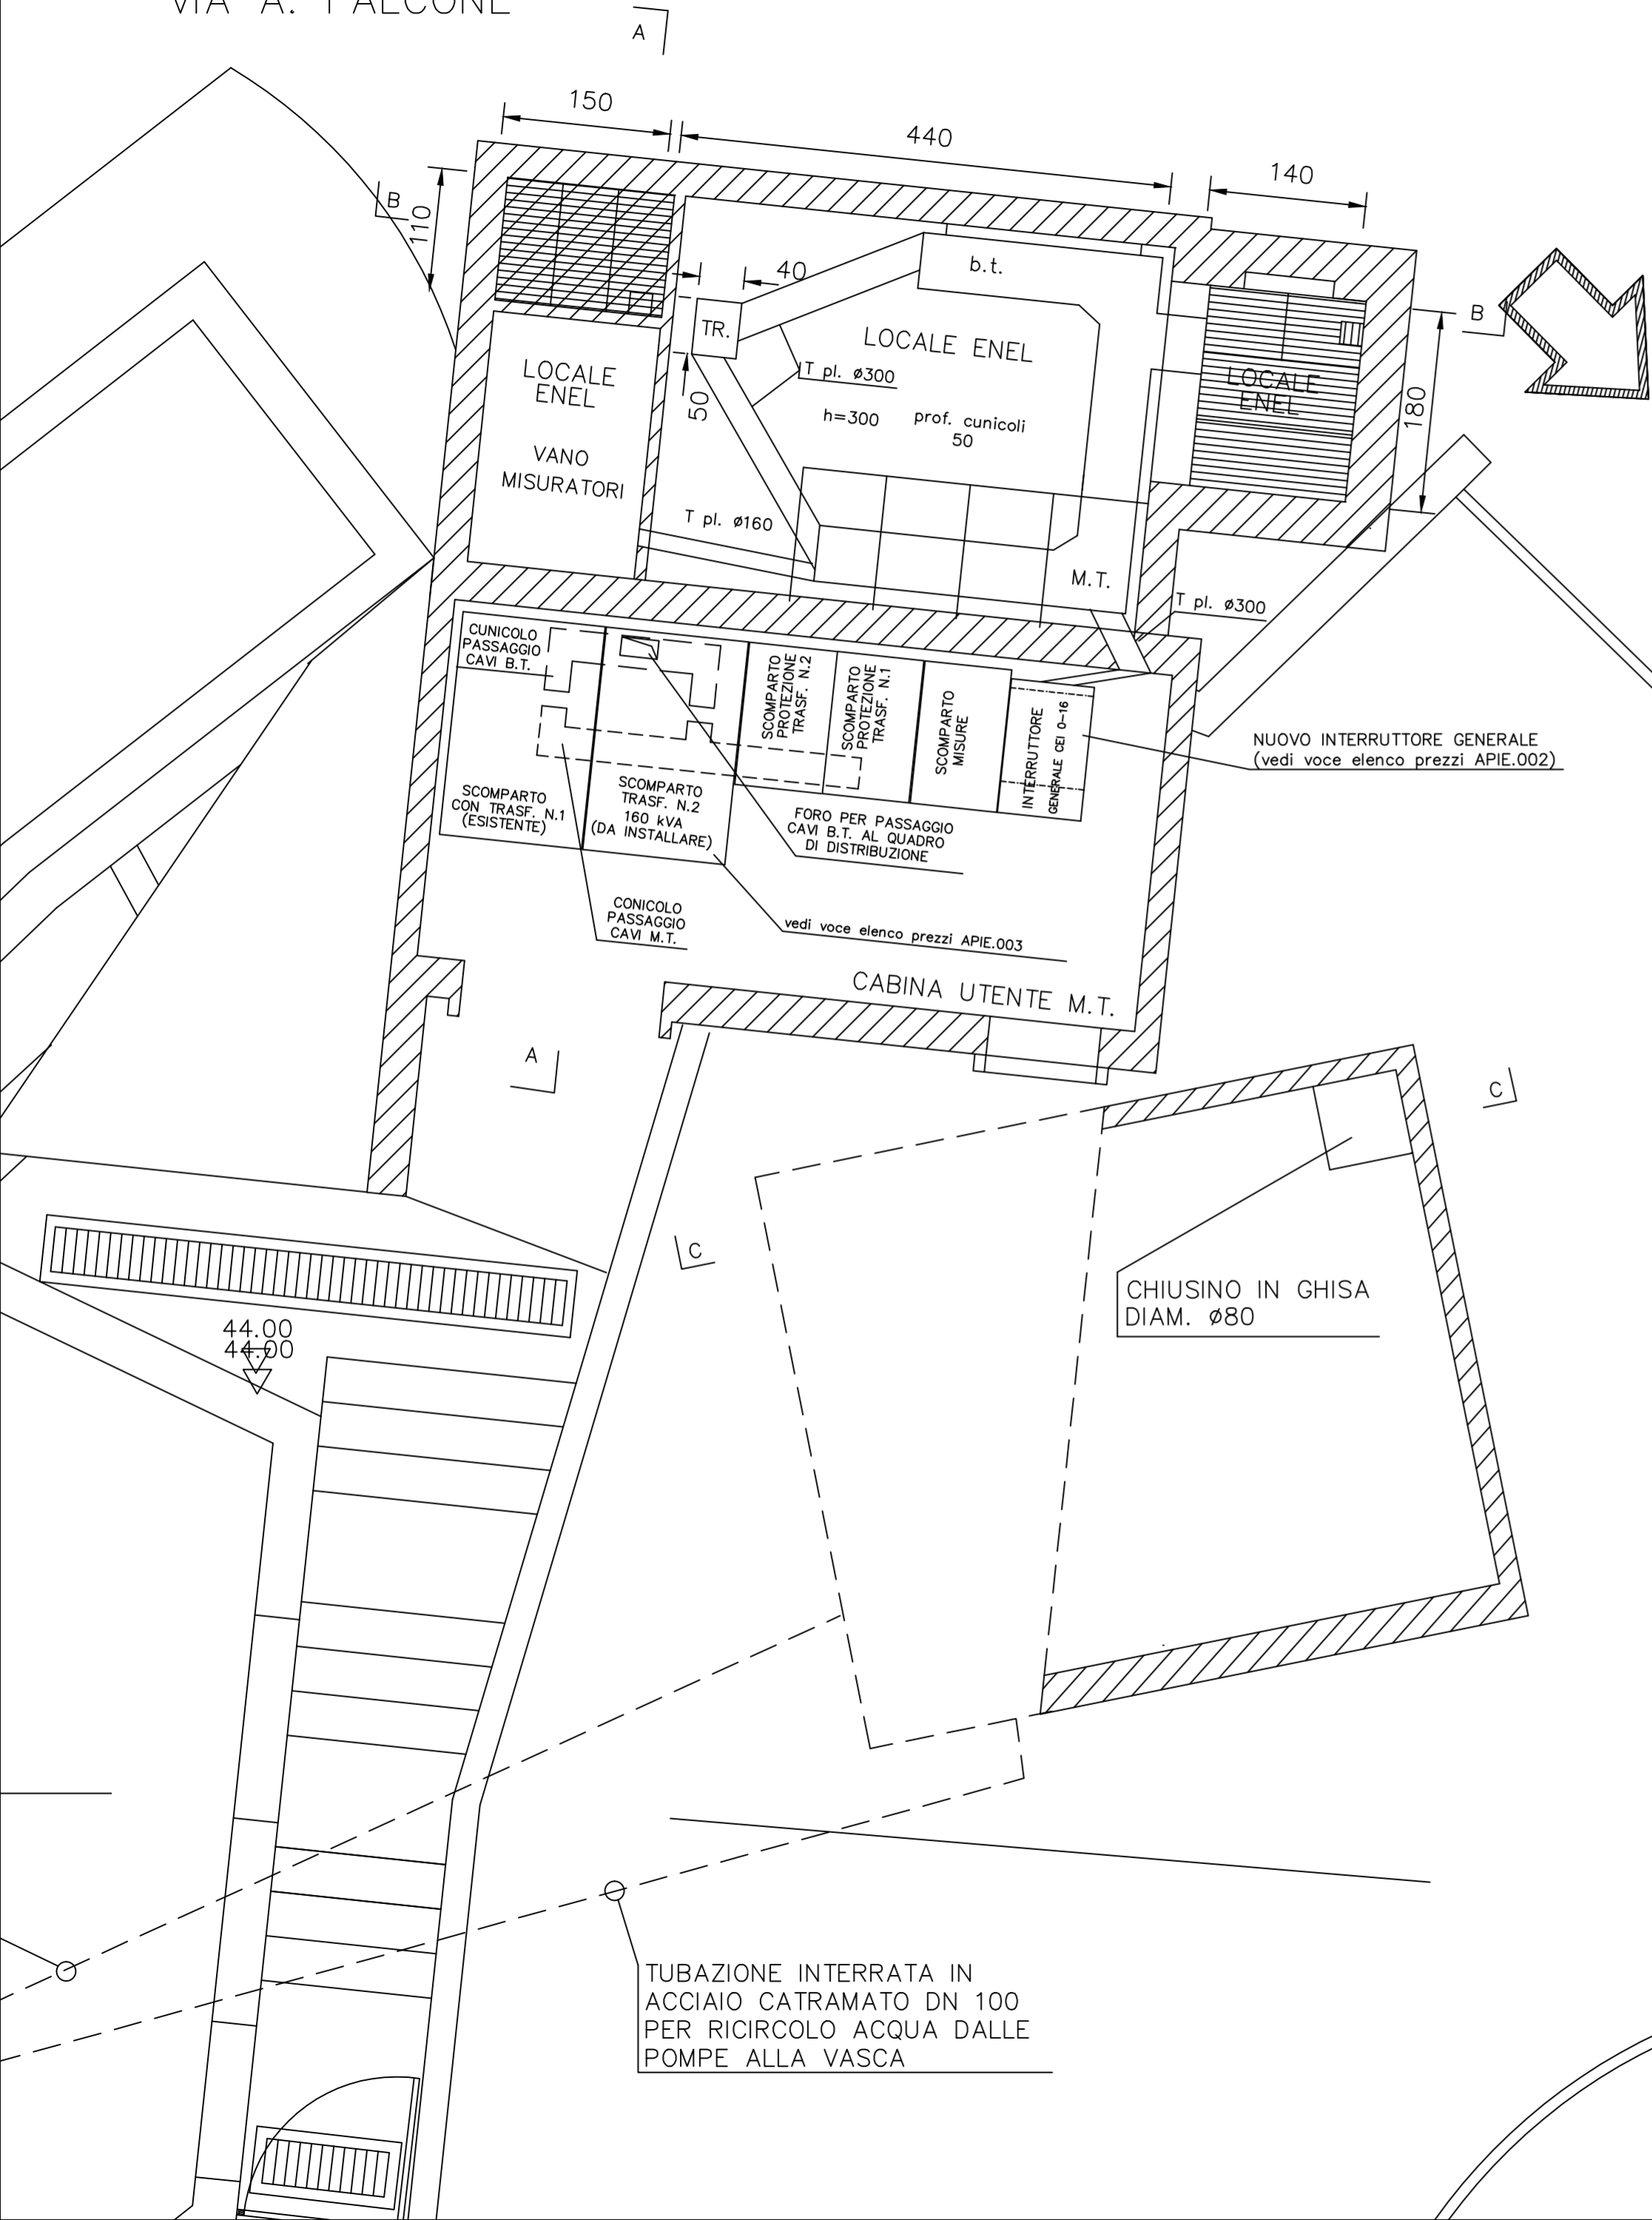 VIA A. FALCONE
A
150
440
140
B
110
40
b.t.
TR.
LOCALE ENEL
B
LOCALE
ENEL
T pl. ø300
LOCALE
ENEL
180
50
h=300
prof. cunicoli
50
VANO
MISURATORI
T pl. ø160
M.T.
T pl. ø300
CUNICOLO
PASSAGGIO
CAVI B.T.
SCOMPARTO
PROTEZIONE
TRASF. N.2
SCOMPARTO
PROTEZIONE
TRASF. N.1
SCOMPARTO
MISURE
INTERRUTTORE
GENERALE CEI 0-16
NUOVO INTERRUTTORE GENERALE
(vedi voce elenco prezzi APIE.002)
SCOMPARTO
CON TRASF. N.1
(ESISTENTE)
SCOMPARTO
TRASF. N.2
160 kVA
(DA INSTALLARE)
FORO PER PASSAGGIO
CAVI B.T. AL QUADRO
DI DISTRIBUZIONE
CONICOLO
PASSAGGIO
CAVI M.T.
vedi voce elenco prezzi APIE.003
CABINA UTENTE M.T.
A
C
C
CHIUSINO IN GHISA
DIAM. ø80
44.00
44.00
TUBAZIONE INTERRATA IN
ACCIAIO CATRAMATO DN 100
PER RICIRCOLO ACQUA DALLE
POMPE ALLA VASCA